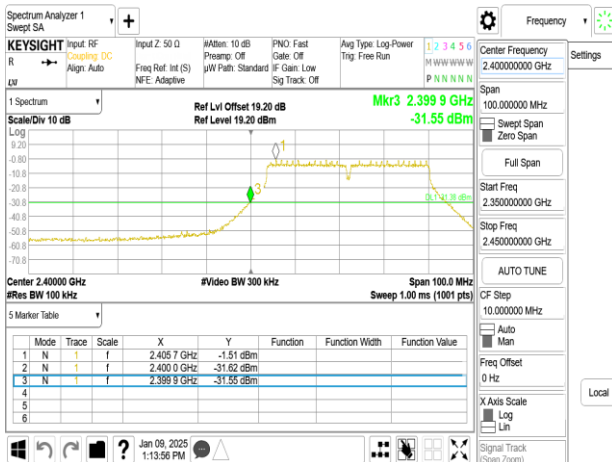 Spectrum Analyzer 1
Swept SA
Frequency
KEYSIGHT
R
Input: RF
Coupling: DC
Align: Auto
Input Z: 50 Ω
Freq Ref: Int (S)
NFE: Adaptive
#Atten: 10 dB
Preamp: Off
µW Path: Standard
PNO: Fast
Gate: Off
IF Gain: Low
Sig Track: Off
Avg Type: Log-Power
Trig: Free Run
1 2 3 4 5 6
M W W W W W
P N N N N N
1 Spectrum
Scale/Div 10 dB
Ref Lvl Offset 19.20 dB
Ref Level 19.20 dBm
Mkr3 2.399 9 GHz
-31.55 dBm
Log
9.20
-0.80
-10.8
-20.8
-30.8
-40.8
-50.8
-60.8
-70.8
1
3
Center 2.40000 GHz
#Res BW 100 kHz
#Video BW 300 kHz
Span 100.0 MHz
Sweep 1.00 ms (1001 pts)
5 Marker Table
Mode Trace Scale X Y Function Function Width Function Value
1 N 1 f 2.405 7 GHz -1.51 dBm
2 N 1 f 2.400 0 GHz -31.62 dBm
3 N 1 f 2.399 9 GHz -31.55 dBm
4
5
6
Jan 09, 2025
1:13:56 PM
Center Frequency
2.400000000 GHz
Settings
Span
100.000000 MHz
Swept Span
Zero Span
Full Span
Start Freq
2.350000000 GHz
Stop Freq
2.450000000 GHz
AUTO TUNE
CF Step
10.000000 MHz
Auto
Man
Freq Offset
0 Hz
Local
X Axis Scale
Log
Lin
Signal Track
(Span Zoom)